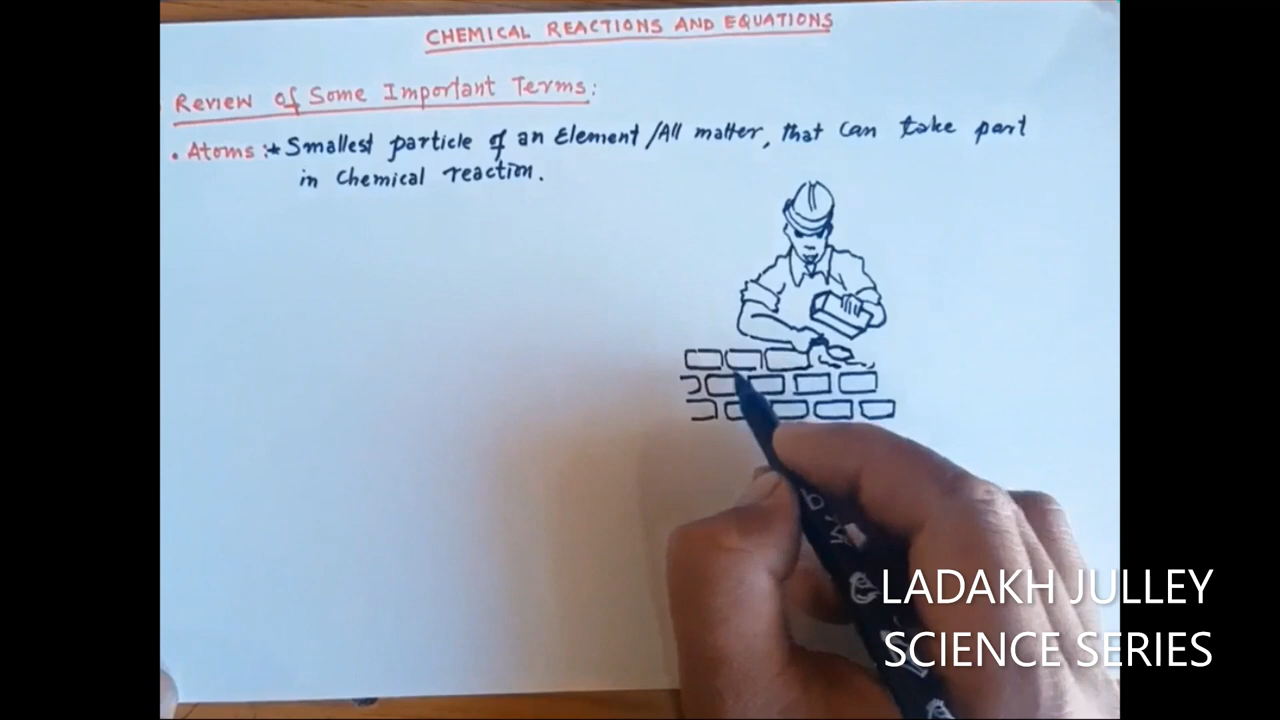 CHEMICAL REACTIONS AND EQUATIONS
Review of Some Important Terms:
• Atoms :* Smallest particle of an Element/All matter, that can take part
in Chemical reaction.
LADAKH JULLEY
SCIENCE SERIES